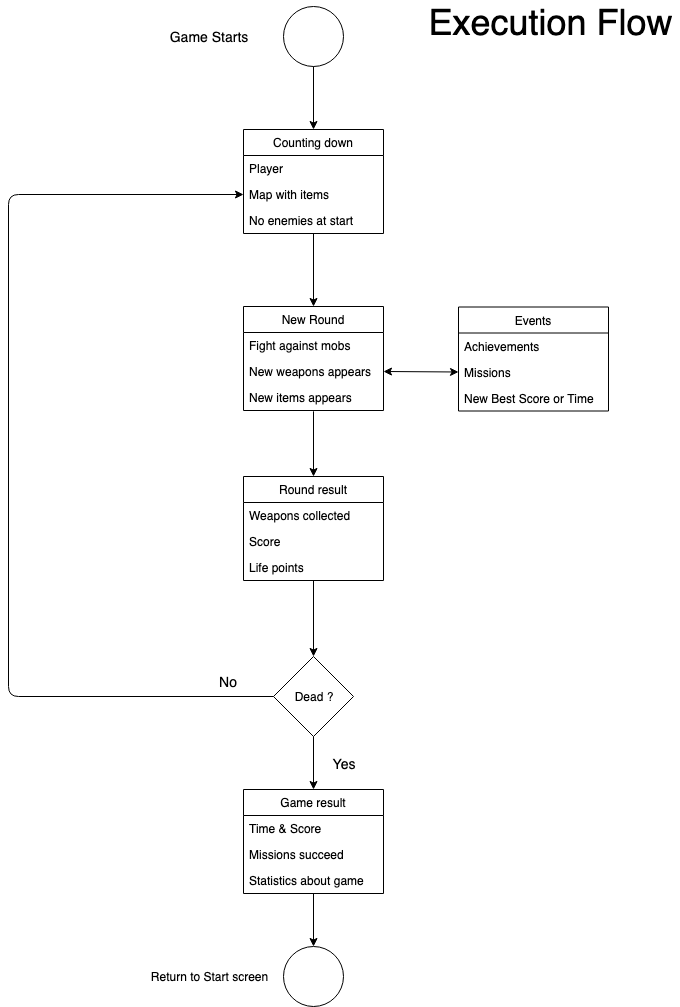 Execution Flow
Game Starts
Counting down
Player
Map with items
No enemies at start
New Round
Fight against mobs
New weapons appears
New items appears
Events
Achievements
Missions
New Best Score or Time
Round result
Weapons collected
Score
Life points
No
Dead ?
Yes
Game result
Time & Score
Missions succeed
Statistics about game
Return to Start screen